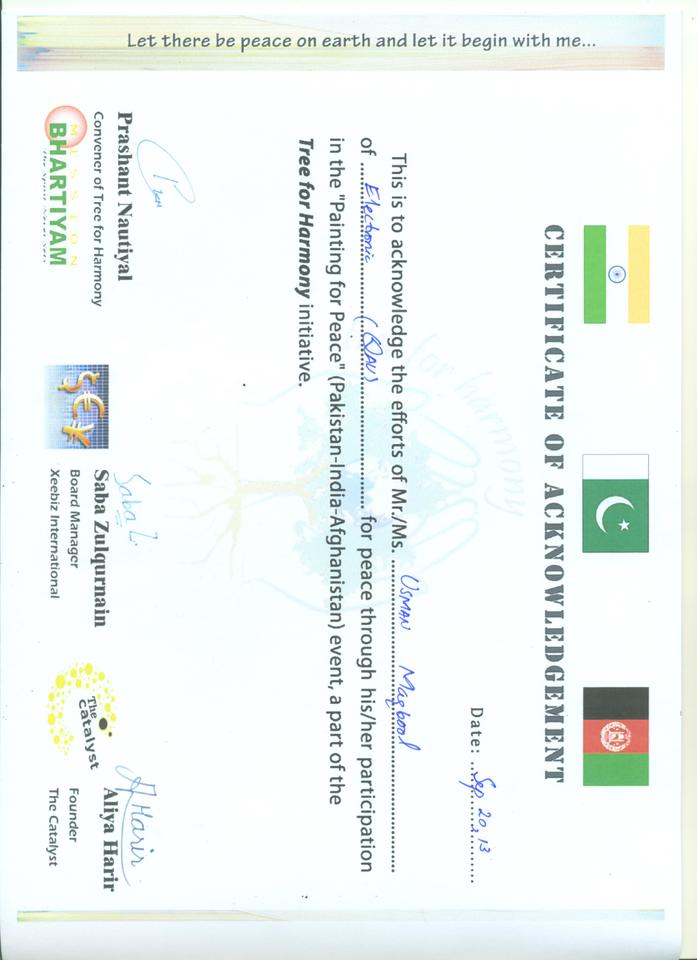 Let there be peace on earth and let it begin with me...
CERTIFICATE OF ACKNOWLEDGEMENT
for harmony
Date: ...Sep 20, 13......
This is to acknowledge the efforts of Mr./Ms. ...USMAN Maqbool......
of ....Electronic.........(QAU)......... for peace through his/her participation
in the "Painting for Peace" (Pakistan-India-Afghanistan) event, a part of the
Tree for Harmony initiative.
Prashant Nautiyal
Convener of Tree for Harmony
MISSION
BHARTIYAM
The Spirit Never Sets
$ € ¥
Saba Z.
Saba Zulqurnain
Board Manager
Xeebiz International
The
catalyst
A Harir
Aliya Harir
Founder
The Catalyst